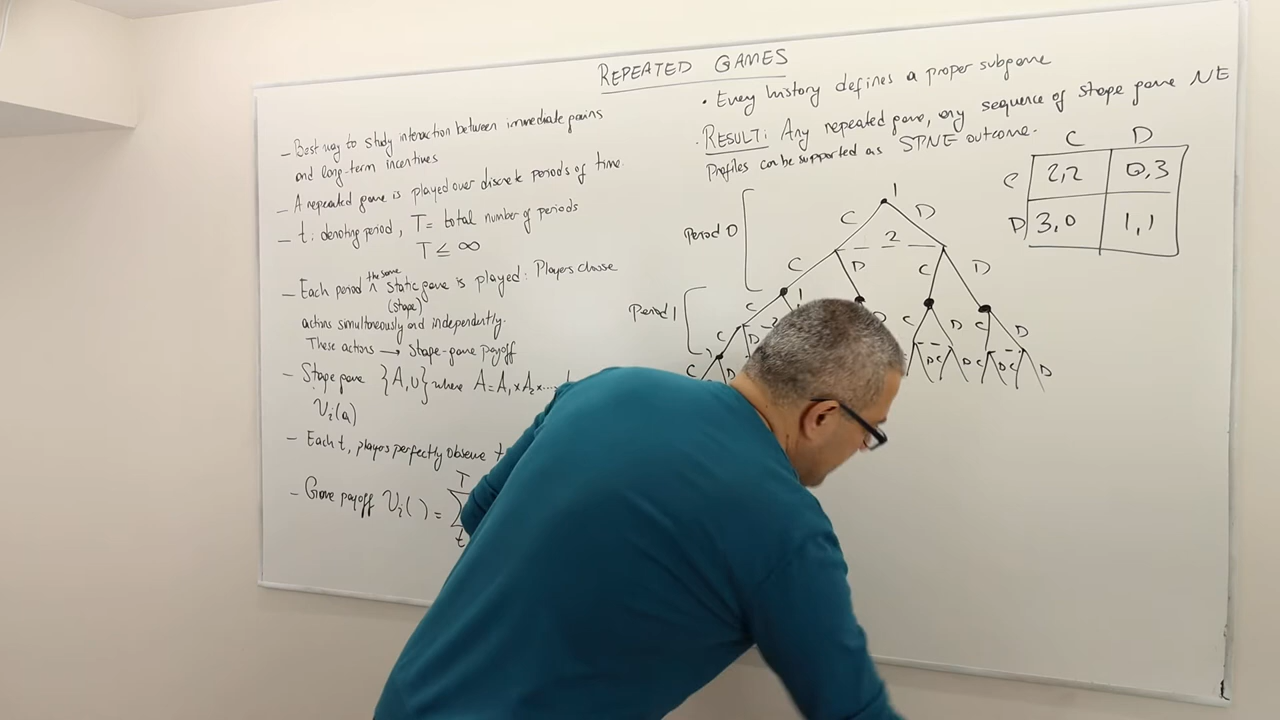 REPEATED GAMES
– Best way to study interaction between immediate gains
and long-term incentives
– A repeated game is played over discrete periods of time.
– t: denoting period, T = total number of periods
T ≤ ∞
– Each period ^ the same static game is played: Players choose
(stage)
actions simultaneously and independently.
These actions → Stage-game payoff
– Stage game {A, U} where A = A₁ x A₂ x ...
Uᵢ(a)
– Each t, players perfectly observe
– Game payoff Uᵢ( ) = Σ
T
t
• Every history defines a proper subgame
• RESULT: Any repeated game, any sequence of stage game NE
Profiles can be supported as SPNE outcome.
C D
C 2,2 0,3
D 3,0 1,1
Period 0
1
C D
2
C D C D
Period 1
1
C C D C D
2
C D D C D C D
C D